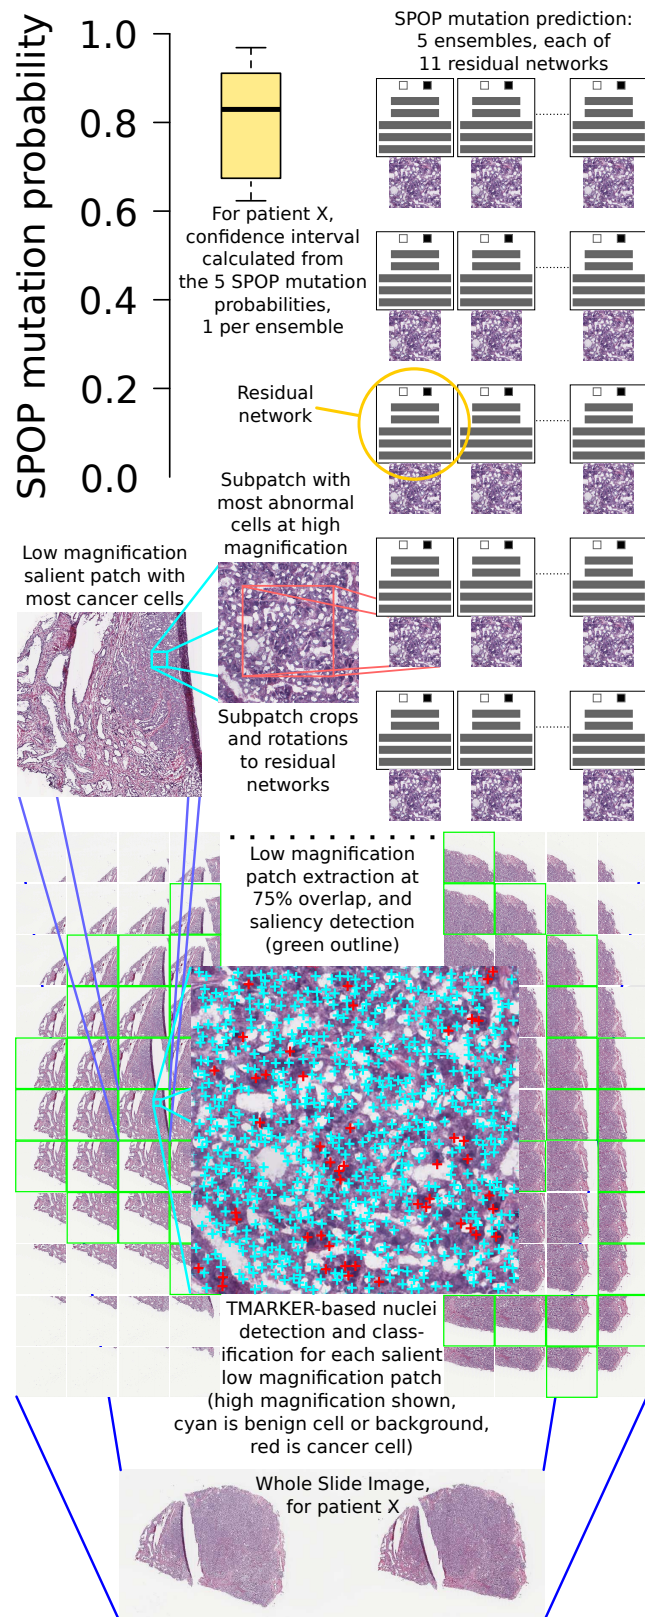 SPOP mutation probability
1.0
0.8
0.6
0.4
0.2
0.0
SPOP mutation prediction:
5 ensembles, each of
11 residual networks
For patient X,
confidence interval
calculated from
the 5 SPOP mutation
probabilities,
1 per ensemble
Residual
network
Subpatch with
most abnormal
cells at high
magnification
Low magnification
salient patch with
most cancer cells
Subpatch crops
and rotations
to residual
networks
Low magnification
patch extraction at
75% overlap, and
saliency detection
(green outline)
TMARKER-based nuclei
detection and class-
ification for each salient
low magnification patch
(high magnification shown,
cyan is benign cell or background,
red is cancer cell)
Whole Slide Image,
for patient X